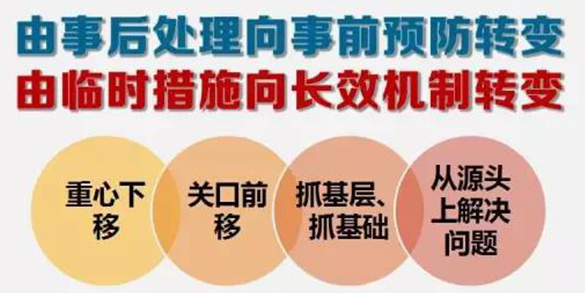 由事后处理向事前预防转变
由临时措施向长效机制转变
重心下
移
关口前
移
抓基层、
抓基础
从源头
上解决
问题